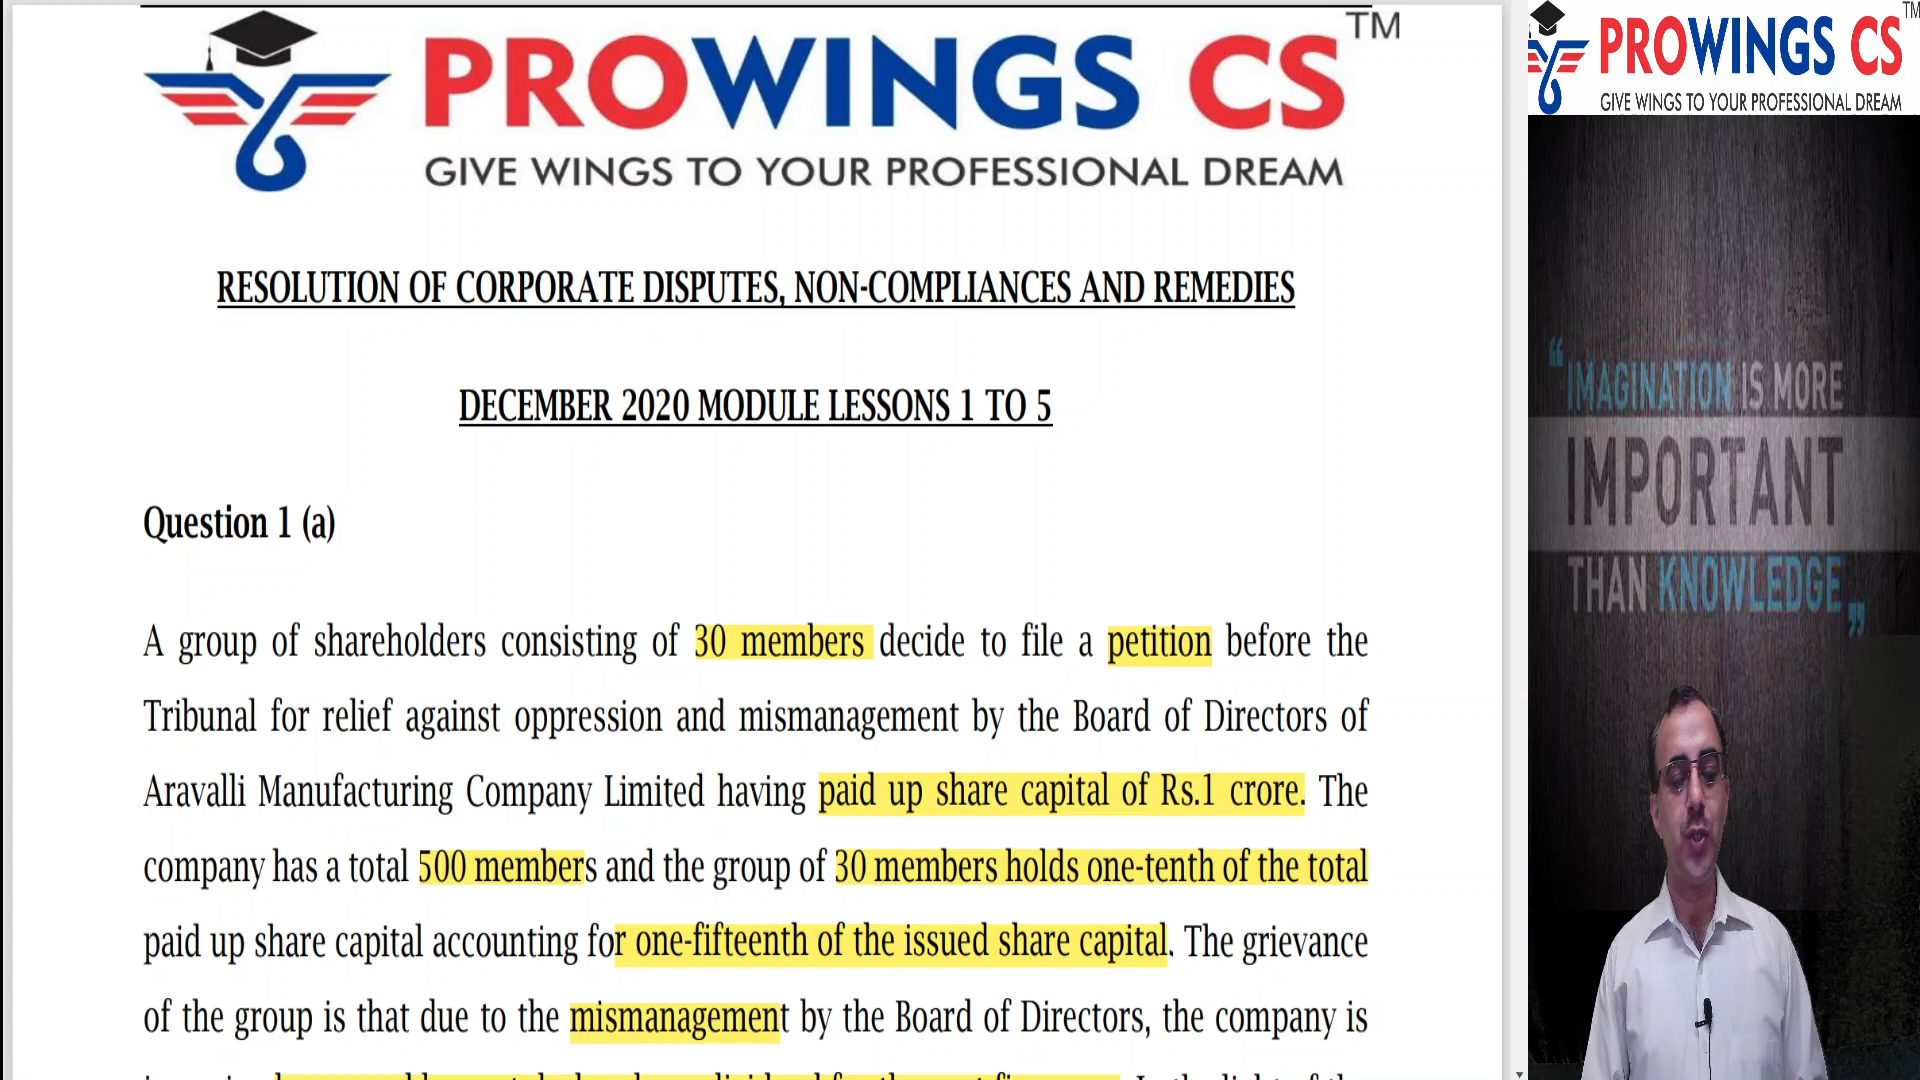 PROWINGS CS TM
GIVE WINGS TO YOUR PROFESSIONAL DREAM
RESOLUTION OF CORPORATE DISPUTES, NON-COMPLIANCES AND REMEDIES
DECEMBER 2020 MODULE LESSONS 1 TO 5
Question 1 (a)
A group of shareholders consisting of 30 members decide to file a petition before the
Tribunal for relief against oppression and mismanagement by the Board of Directors of
Aravalli Manufacturing Company Limited having paid up share capital of Rs.1 crore. The
company has a total 500 members and the group of 30 members holds one-tenth of the total
paid up share capital accounting for one-fifteenth of the issued share capital. The grievance
of the group is that due to the mismanagement by the Board of Directors, the company is
PROWINGS CS TM
GIVE WINGS TO YOUR PROFESSIONAL DREAM
“IMAGINATION IS MORE
IMPORTANT
THAN KNOWLEDGE„